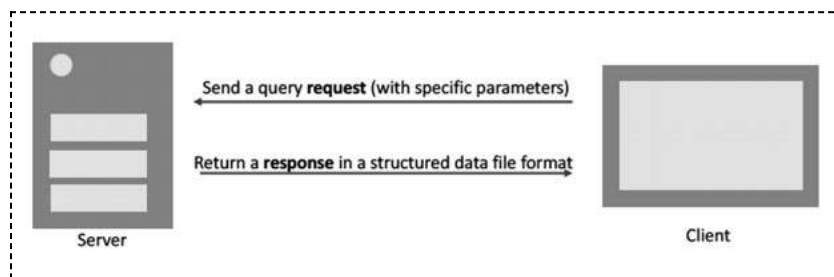 Send a query request (with specific parameters)
Return a response in a structured data file format
Server
Client